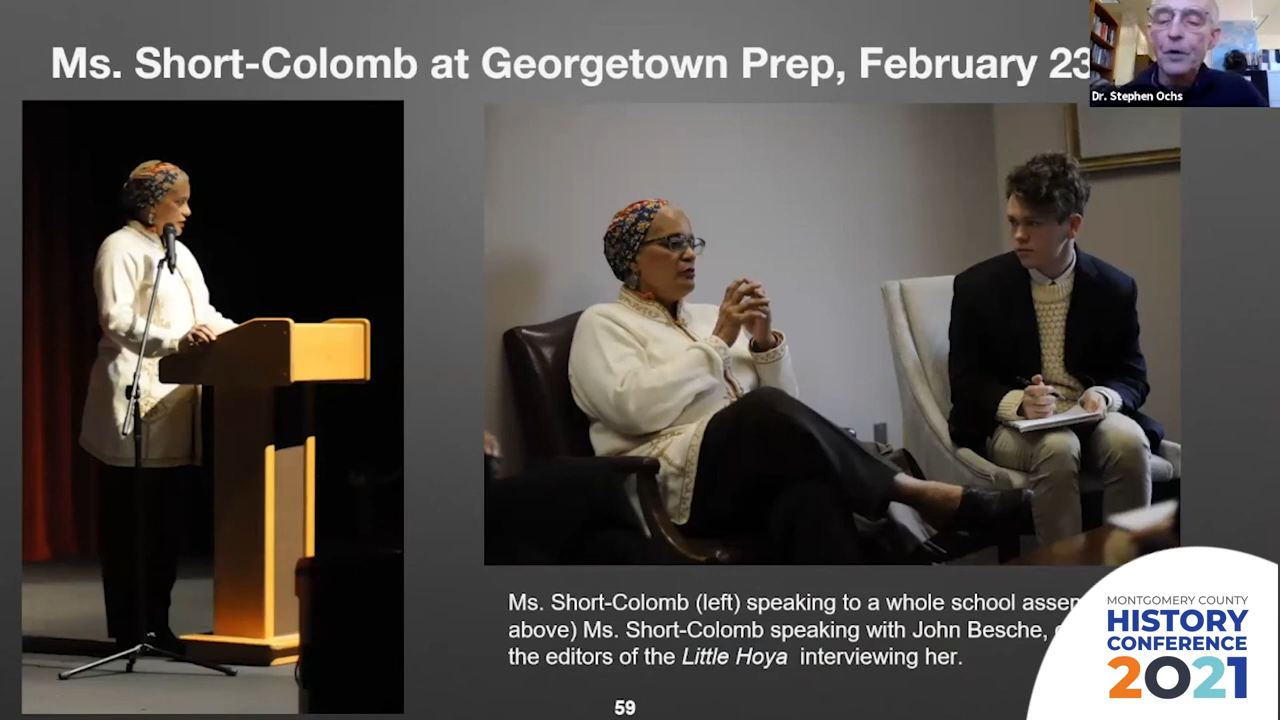 Ms. Short-Colomb at Georgetown Prep, February 23
Dr. Stephen Ochs
Ms. Short-Colomb (left) speaking to a whole school
above) Ms. Short-Colomb speaking with John Besche,
the editors of the Little Hoya interviewing her.
59
MONTGOMERY COUNTY
HISTORY
CONFERENCE
2021